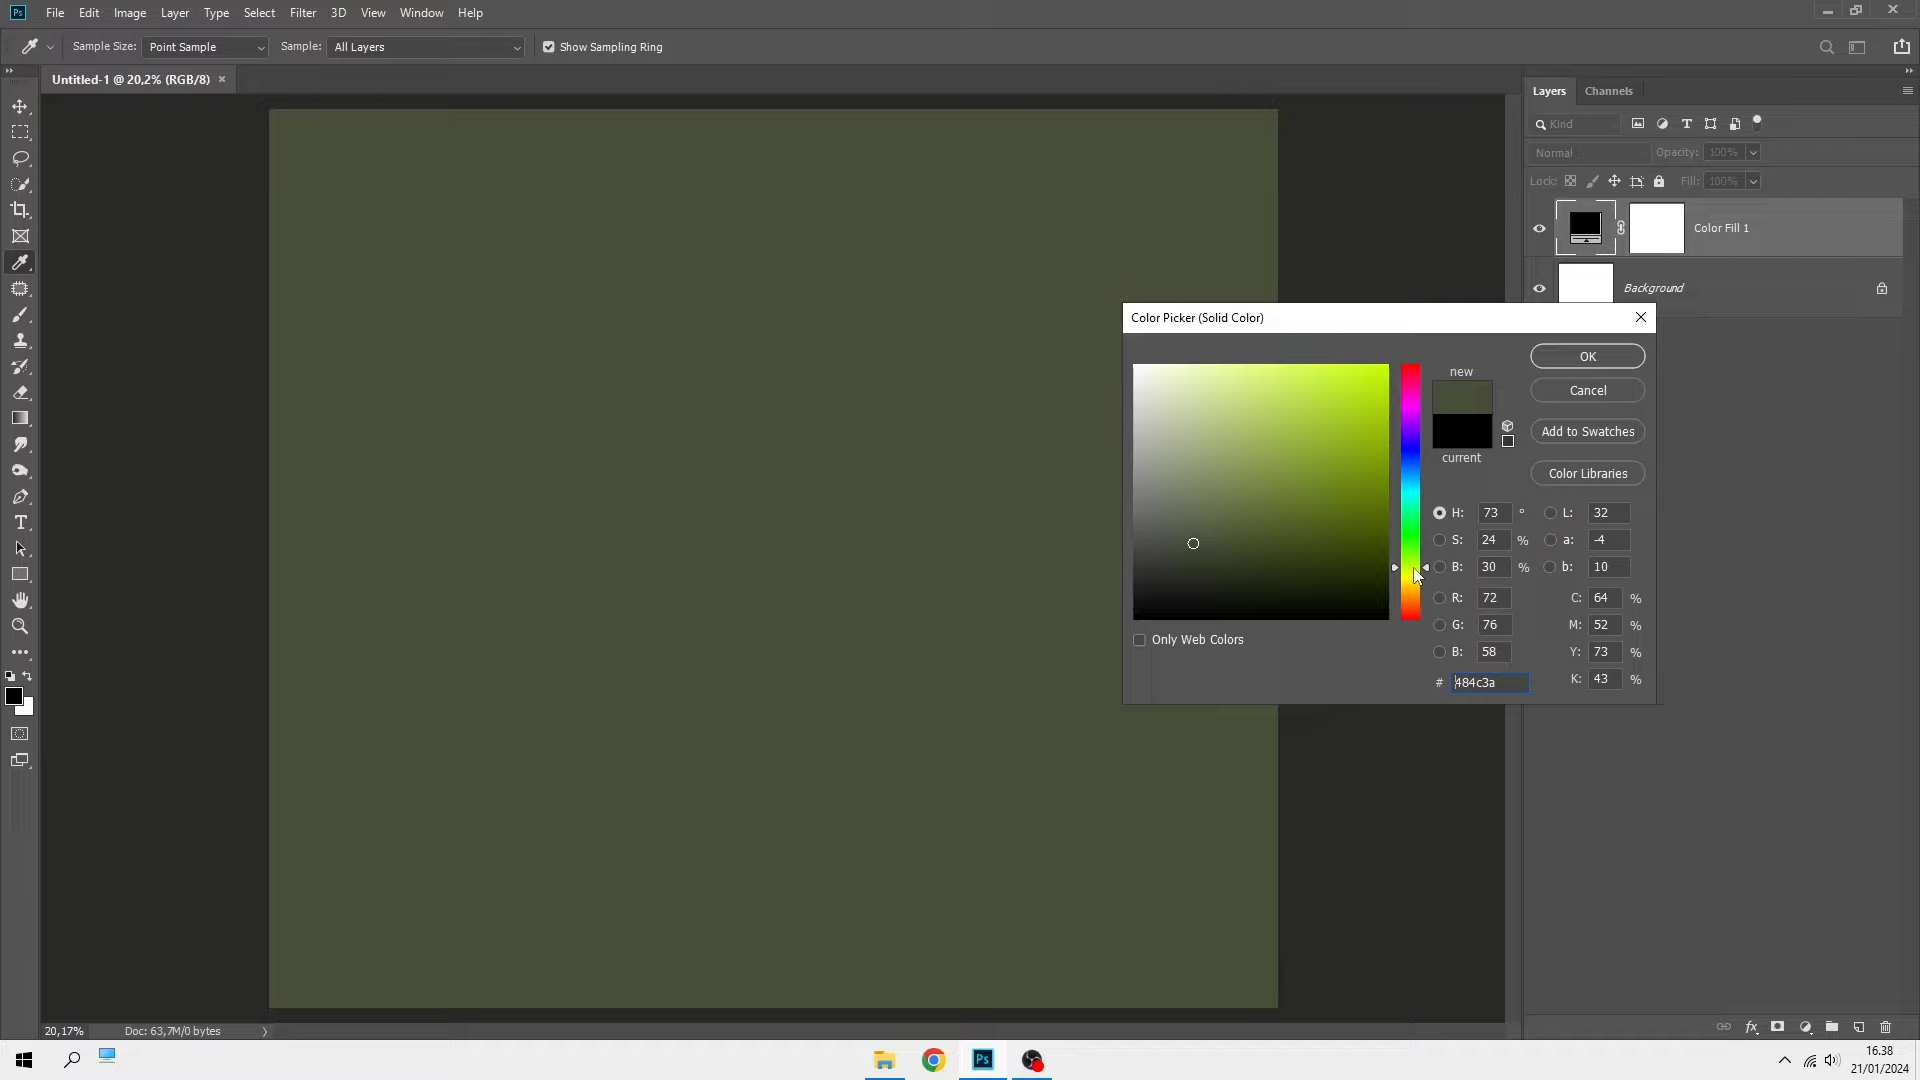 Ps File Edit Image Layer Type Select Filter 3D View Window Help
Sample Size: Point Sample Sample: All Layers Show Sampling Ring
Untitled-1 @ 20,2% (RGB/8) ×
Layers Channels
Kind
Normal Opacity: 100%
Lock: Fill: 100%
Color Fill 1
Background
Color Picker (Solid Color)
new
current
OK
Cancel
Add to Swatches
Color Libraries
H: 73 ° L: 32
S: 24 % a: -4
B: 30 % b: 10
R: 72 C: 64 %
G: 76 M: 52 %
B: 58 Y: 73 %
# 484c3a K: 43 %
Only Web Colors
20,17% Doc: 63,7M/0 bytes
fx
Ps
16.38
21/01/2024